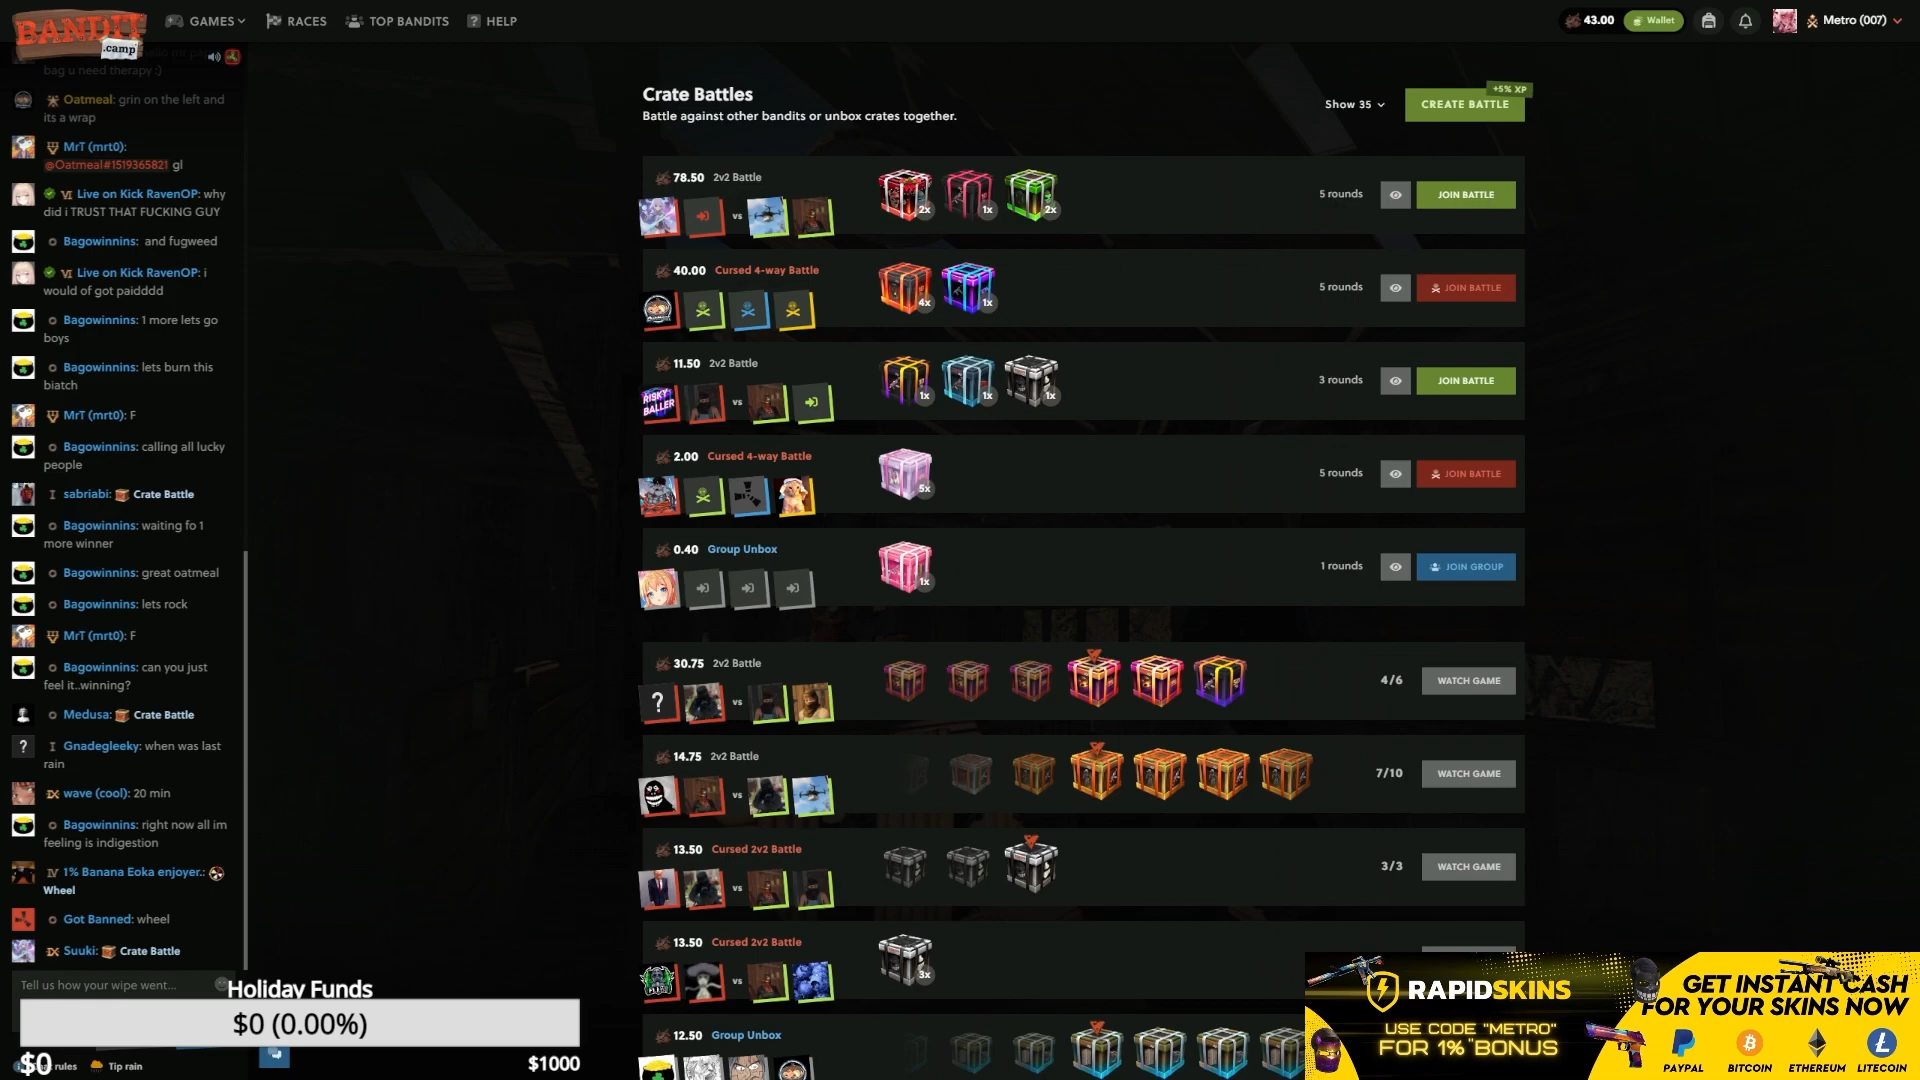 BANDIT
.camp
GAMES
RACES
TOP BANDITS
HELP
43.00
Wallet
Metro (007)
bag u need therapy :)
Oatmeal: grin on the left and
its a wrap
MrT (mrt0):
@Oatmeal#1519365821 gl
VI Live on Kick RavenOP: why
did i TRUST THAT FUCKING GUY
Bagowinnins: and fugweed
VI Live on Kick RavenOP: i
would of got paidddd
Bagowinnins: 1 more lets go
boys
Bagowinnins: lets burn this
biatch
MrT (mrt0): F
Bagowinnins: calling all lucky
people
I sabriabi: Crate Battle
Bagowinnins: waiting fo 1
more winner
Bagowinnins: great oatmeal
Bagowinnins: lets rock
MrT (mrt0): F
Bagowinnins: can you just
feel it..winning?
Medusa: Crate Battle
? I Gnadegleeky: when was last
rain
IX wave (cool): 20 min
Bagowinnins: right now all im
feeling is indigestion
IV 1% Banana Eoka enjoyer.:
Wheel
Got Banned: wheel
IX Suuki: Crate Battle
Tell us how your wipe went...
Holiday Funds
$0 (0.00%)
$0
$1000
rules
Tip rain
Crate Battles
Battle against other bandits or unbox crates together.
Show 35
+5% XP
CREATE BATTLE
78.50 2v2 Battle
vs
2x 1x 2x
5 rounds
JOIN BATTLE
40.00 Cursed 4-way Battle
4x 1x
5 rounds
JOIN BATTLE
11.50 2v2 Battle
RISKY
BALLER
vs
1x 1x 1x
3 rounds
JOIN BATTLE
2.00 Cursed 4-way Battle
5x
5 rounds
JOIN BATTLE
0.40 Group Unbox
1x
1 rounds
JOIN GROUP
30.75 2v2 Battle
? vs
4/6
WATCH GAME
14.75 2v2 Battle
vs
7/10
WATCH GAME
13.50 Cursed 2v2 Battle
vs
3/3
WATCH GAME
13.50 Cursed 2v2 Battle
vs
3x
12.50 Group Unbox
RAPIDSKINS
USE CODE "METRO"
FOR 1% BONUS
GET INSTANT CASH
FOR YOUR SKINS NOW
PAYPAL BITCOIN ETHEREUM LITECOIN